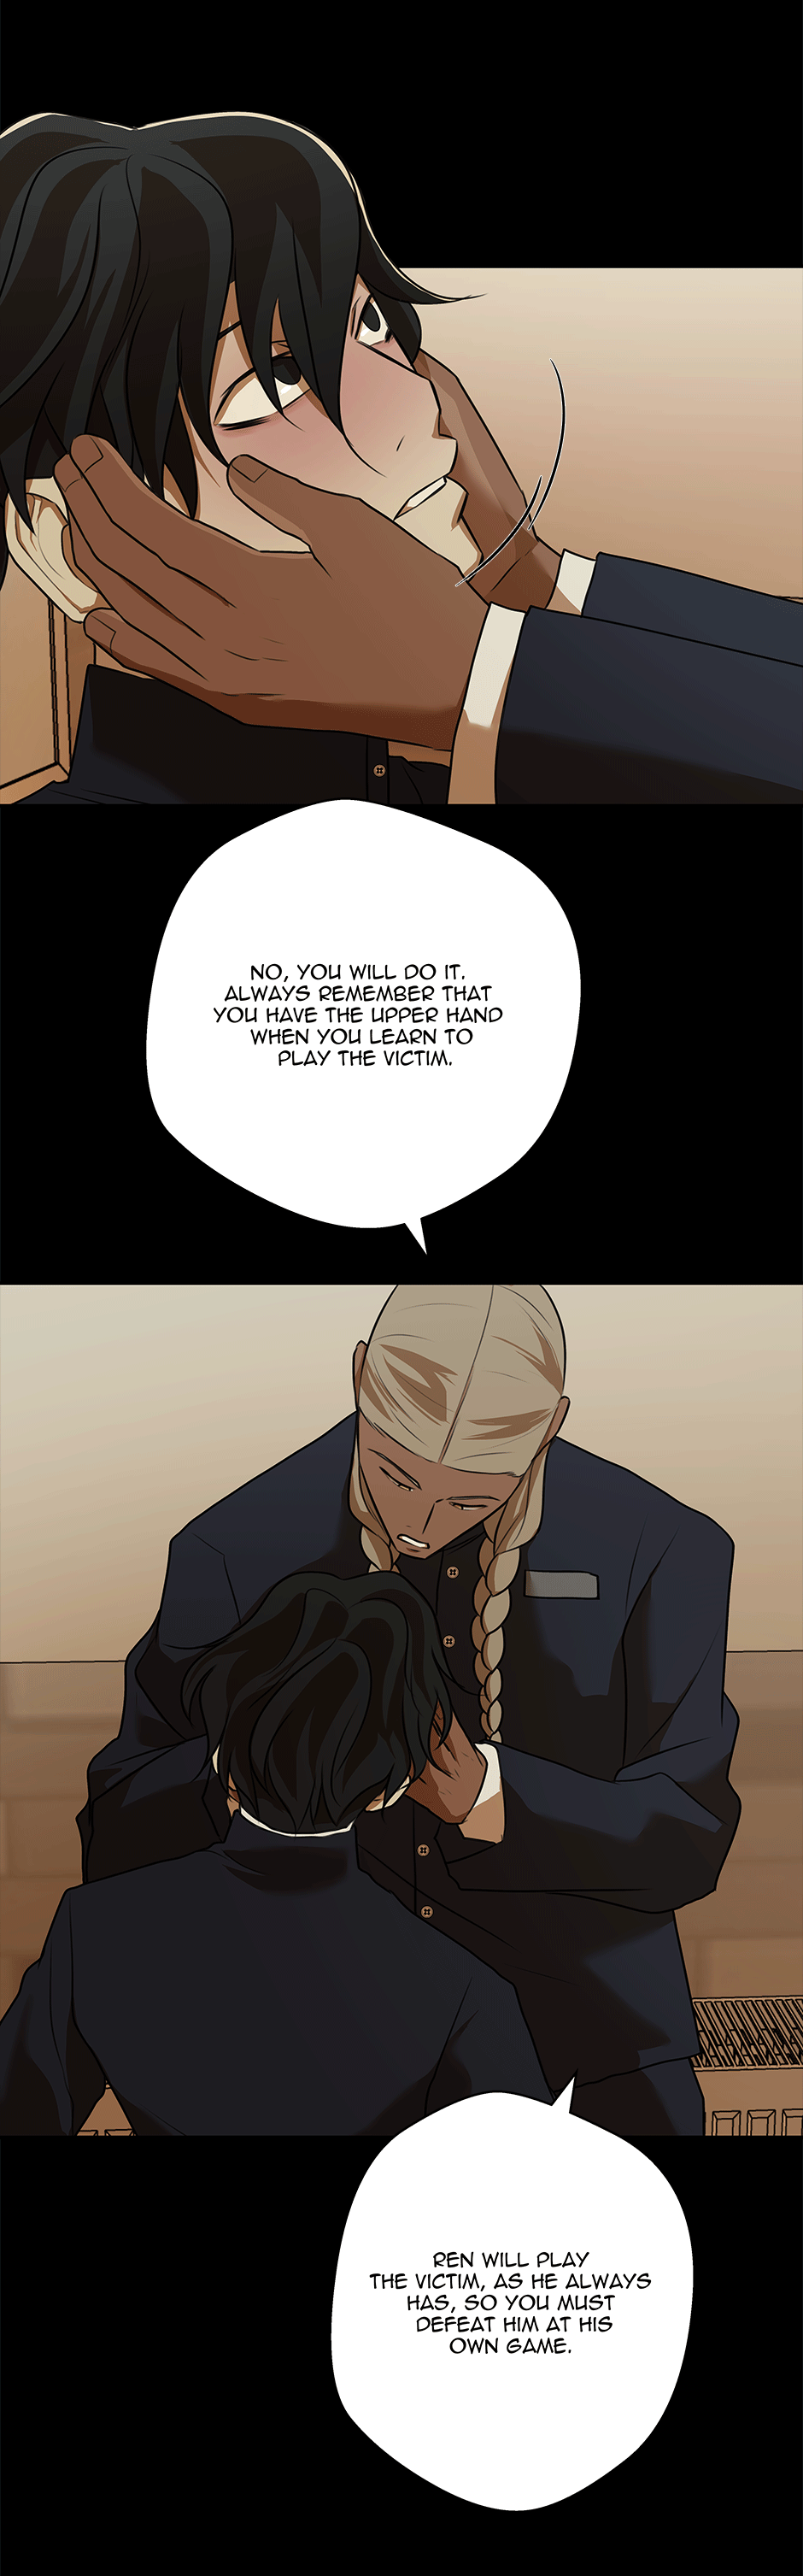 NO, YOU WILL DO IT.
ALWAYS REMEMBER THAT
YOU HAVE THE UPPER HAND
WHEN YOU LEARN TO
PLAY THE VICTIM.
REN WILL PLAY
THE VICTIM, AS HE ALWAYS
HAS, SO YOU MUST
DEFEAT HIM AT HIS
OWN GAME.